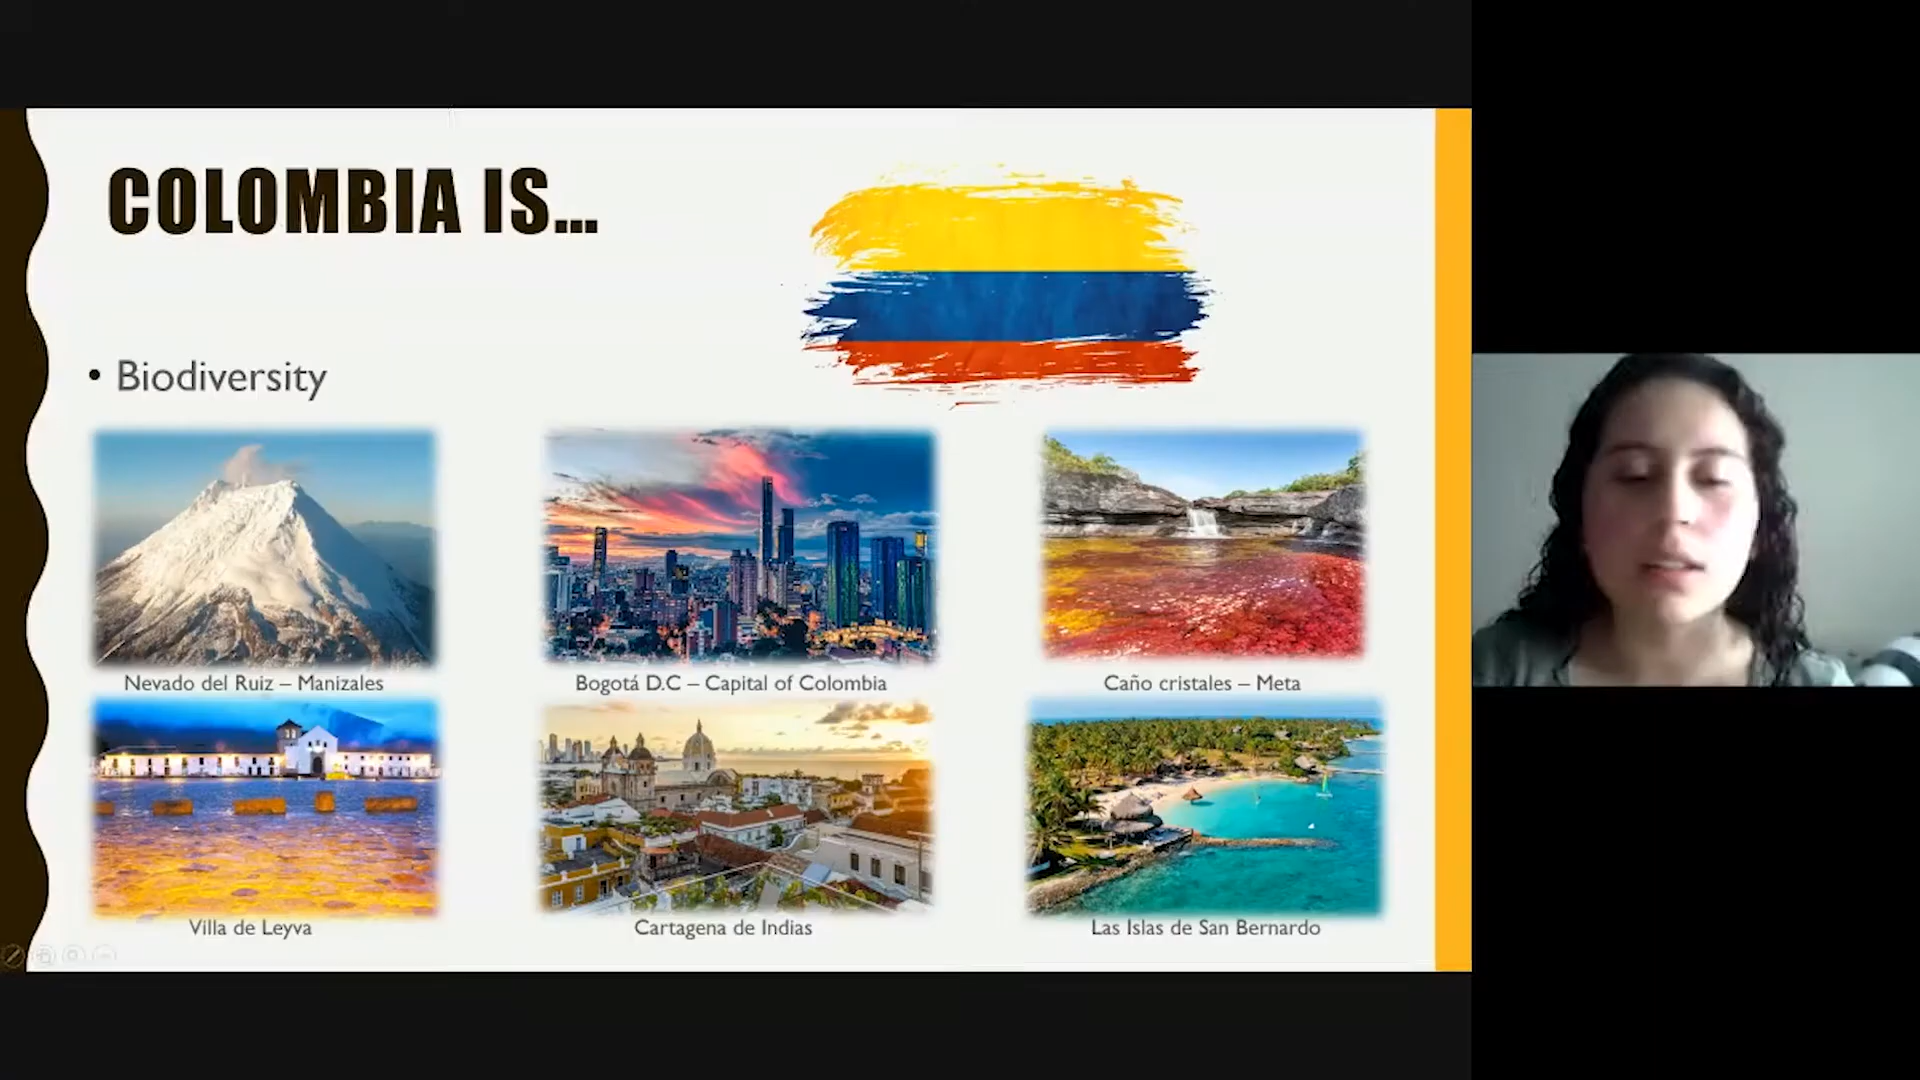 COLOMBIA IS...
• Biodiversity
Nevado del Ruiz – Manizales
Bogotá D.C – Capital of Colombia
Caño cristales – Meta
Villa de Leyva
Cartagena de Indias
Las Islas de San Bernardo